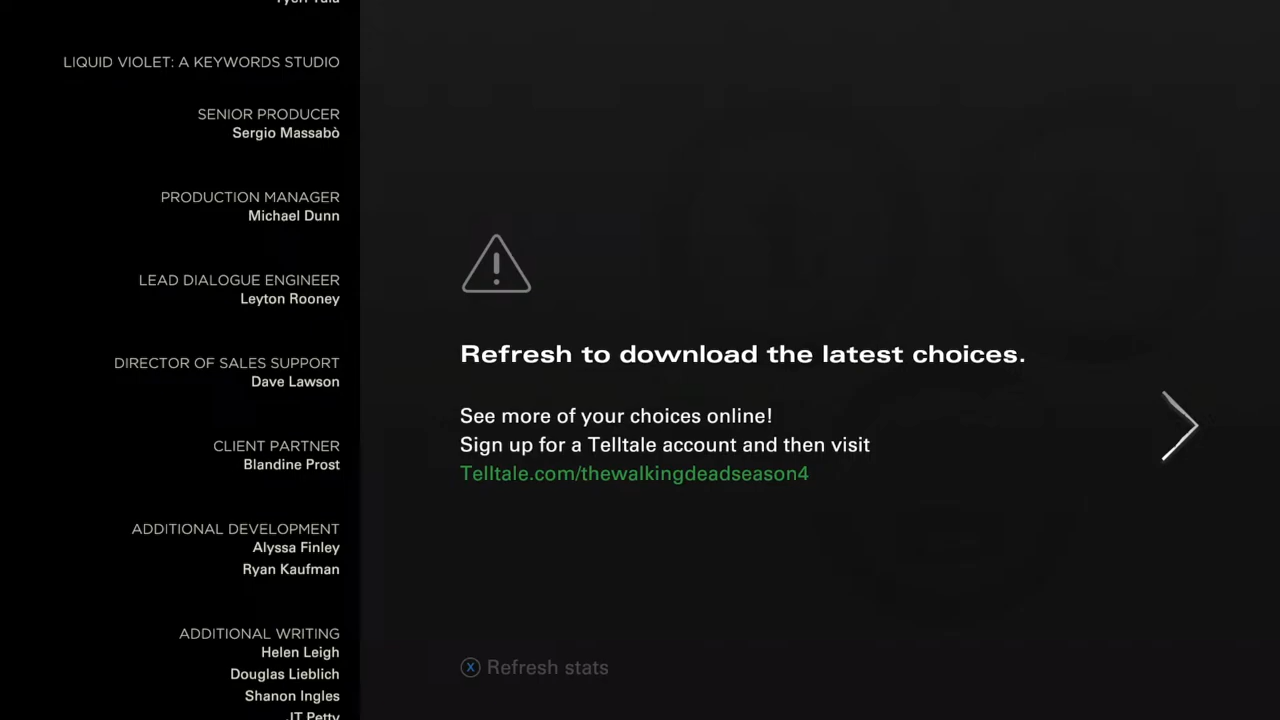 LIQUID VIOLET: A KEYWORDS STUDIO
SENIOR PRODUCER
Sergio Massabò
PRODUCTION MANAGER
Michael Dunn
LEAD DIALOGUE ENGINEER
Leyton Rooney
DIRECTOR OF SALES SUPPORT
Dave Lawson
CLIENT PARTNER
Blandine Prost
ADDITIONAL DEVELOPMENT
Alyssa Finley
Ryan Kaufman
ADDITIONAL WRITING
Helen Leigh
Douglas Lieblich
Shanon Ingles
JT Petty
Refresh to download the latest choices.
See more of your choices online!
Sign up for a Telltale account and then visit
Telltale.com/thewalkingdeadseason4
X Refresh stats